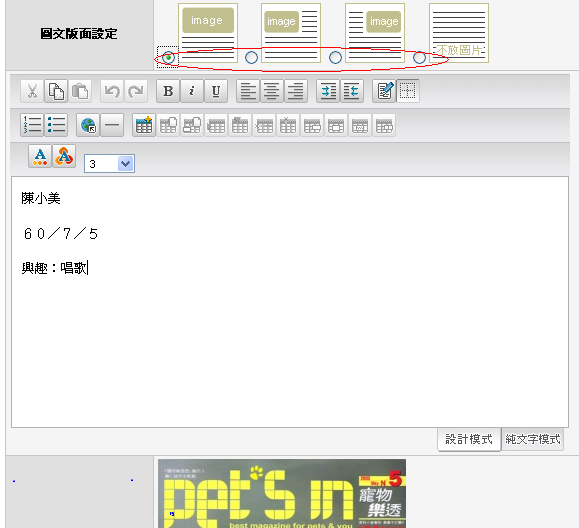 圖文版面設定
image
image
image
不放圖片
B i U
3
陳小美
６０／７／５
興趣：唱歌
設計模式
純文字模式
pet's in
May N 5
寵物
樂透
best magazine for pets & you